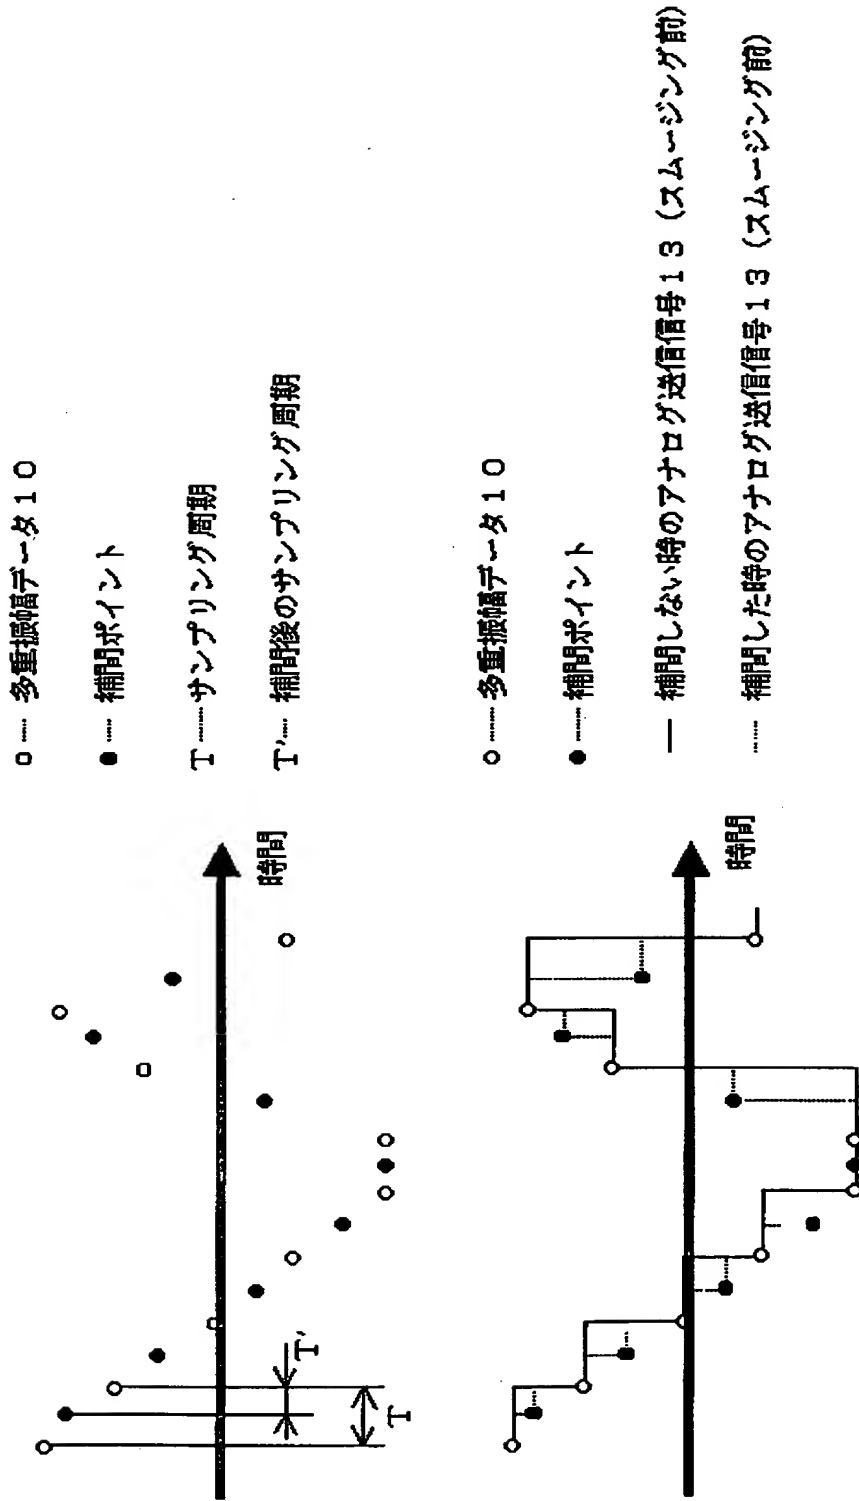 ○……多重振幅データ１０
●……補間ポイント
T……サンプリング周期
T'……補間後のサンプリング周期
時間
T'
T
○……多重振幅データ１０
●……補間ポイント
― 補間しない時のアナログ送信信号１３（スムージング前）
…… 補間した時のアナログ送信信号１３（スムージング前）
時間